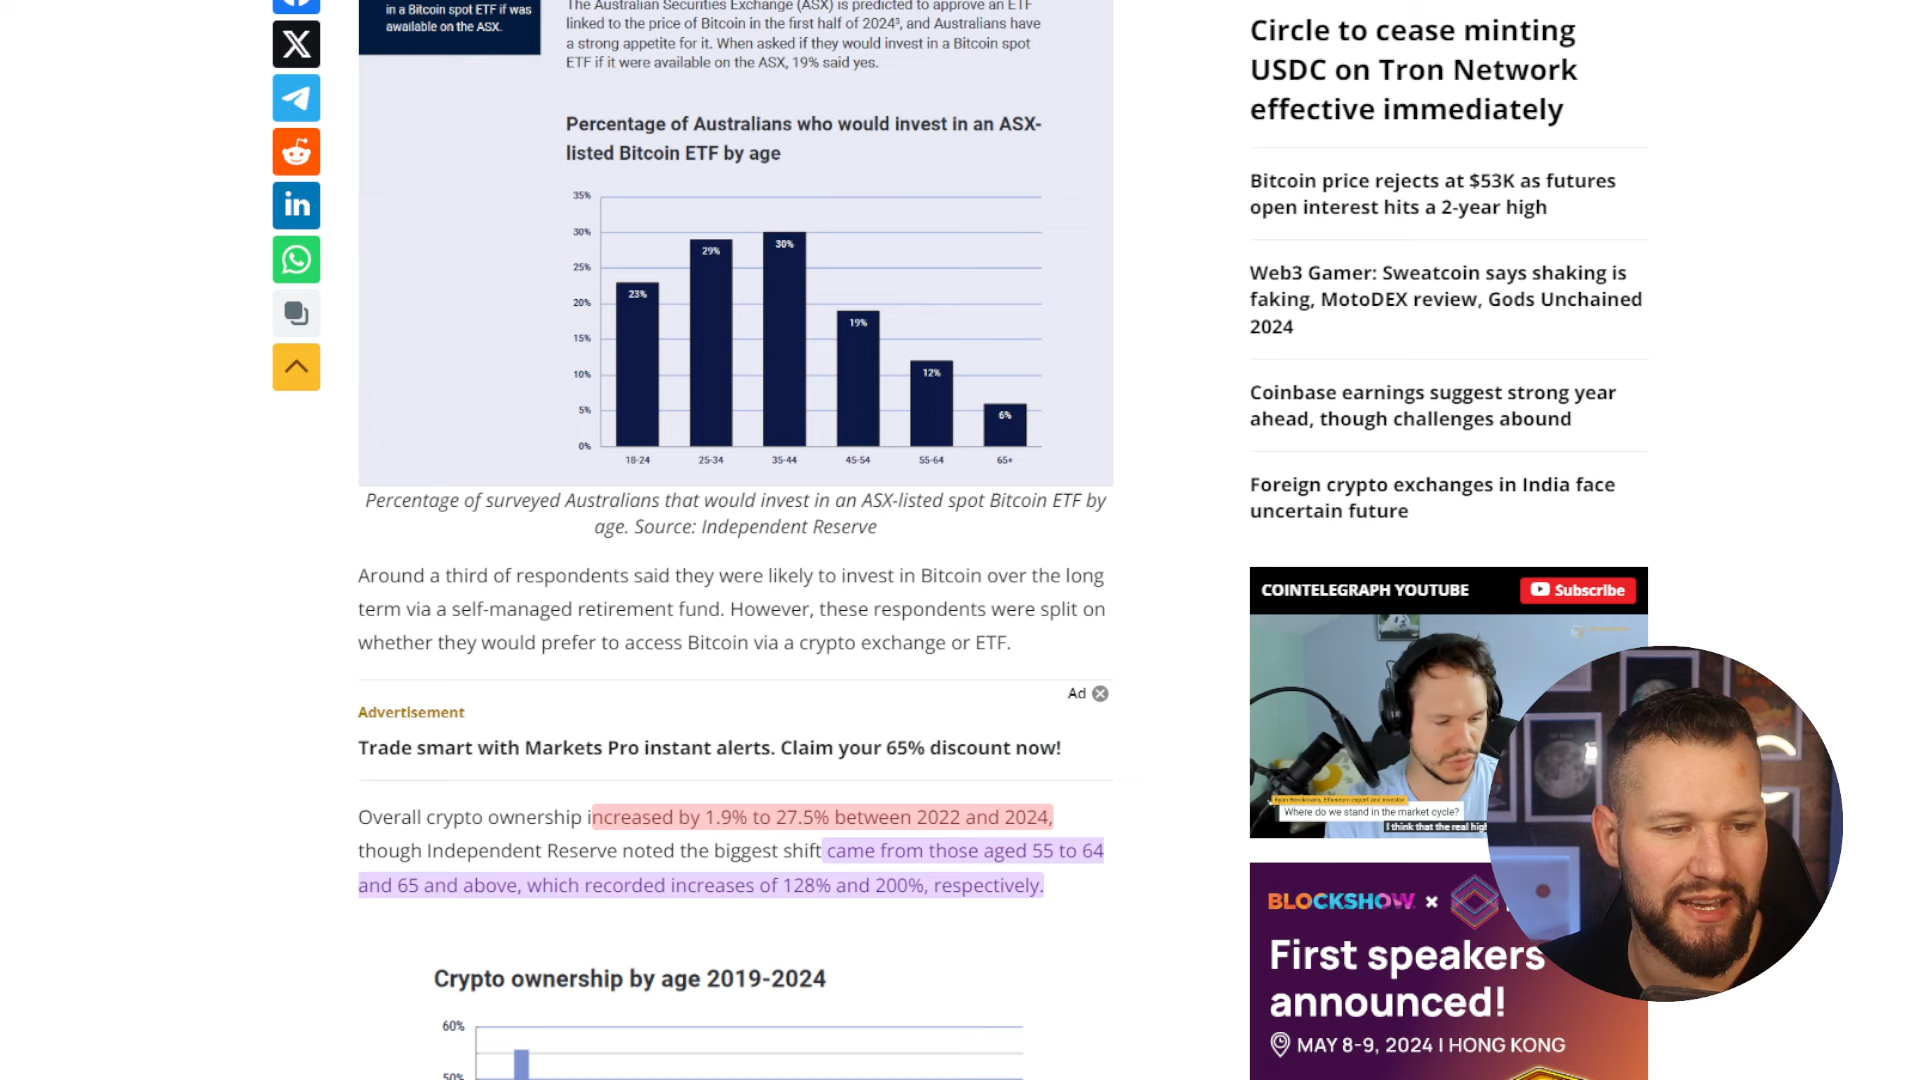 in a Bitcoin spot ETF if was
available on the ASX.
The Australian Securities Exchange (ASX) is predicted to approve an ETF
linked to the price of Bitcoin in the first half of 2024³, and Australians have
a strong appetite for it. When asked if they would invest in a Bitcoin spot
ETF if it were available on the ASX, 19% said yes.
Percentage of Australians who would invest in an ASX-
listed Bitcoin ETF by age
35%
30%
25%
20%
15%
10%
5%
0%
23%
29%
30%
19%
12%
6%
18-24
25-34
35-44
45-54
55-64
65+
Percentage of surveyed Australians that would invest in an ASX-listed spot Bitcoin ETF by
age. Source: Independent Reserve
Around a third of respondents said they were likely to invest in Bitcoin over the long
term via a self-managed retirement fund. However, these respondents were split on
whether they would prefer to access Bitcoin via a crypto exchange or ETF.
Ad
Advertisement
Trade smart with Markets Pro instant alerts. Claim your 65% discount now!
Overall crypto ownership increased by 1.9% to 27.5% between 2022 and 2024,
though Independent Reserve noted the biggest shift came from those aged 55 to 64
and 65 and above, which recorded increases of 128% and 200%, respectively.
Crypto ownership by age 2019-2024
60%
50%
in
Circle to cease minting
USDC on Tron Network
effective immediately
Bitcoin price rejects at $53K as futures
open interest hits a 2-year high
Web3 Gamer: Sweatcoin says shaking is
faking, MotoDEX review, Gods Unchained
2024
Coinbase earnings suggest strong year
ahead, though challenges abound
Foreign crypto exchanges in India face
uncertain future
COINTELEGRAPH YOUTUBE
Subscribe
Where do we stand in the market cycle?
I think that the real high
BLOCKSHOW ×
First speakers
announced!
MAY 8-9, 2024 I HONG KONG